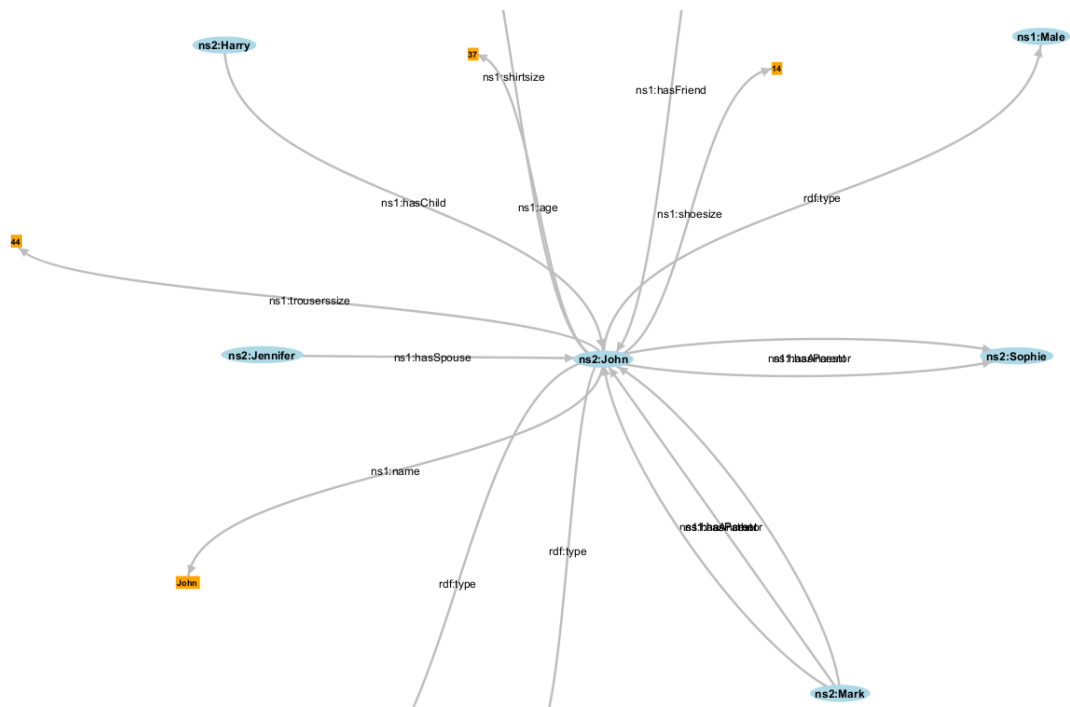 ns2:Harry
ns1:Male
37
14
ns1:shirtsize
ns1:hasFriend
ns1:hasChild
ns1:age
ns1:shoesize
rdf:type
44
ns1:trouserssize
ns2:Jennifer
ns1:hasSpouse
ns2:John
ns2:Sophie
ns1:name
John
rdf:type
rdf:type
ns2:Mark